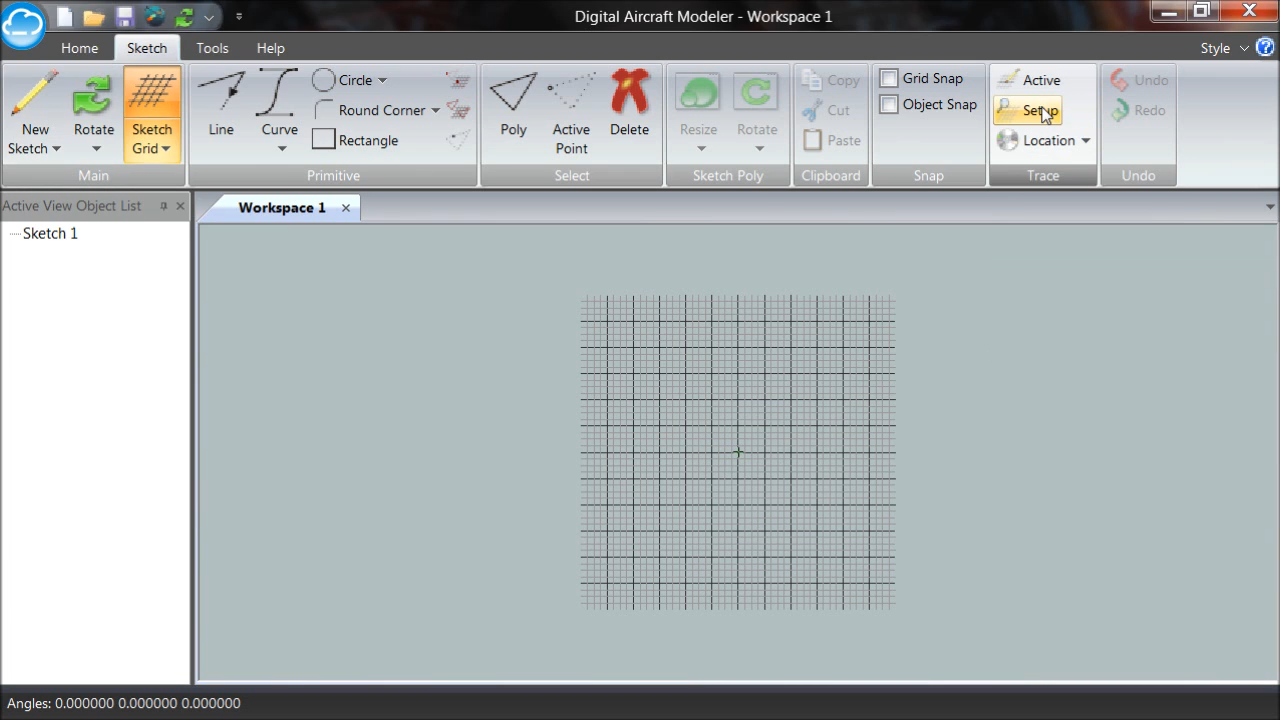 Digital Aircraft Modeler - Workspace 1
Home Sketch Tools Help Style
New Sketch
Rotate
Sketch Grid
Main
Line
Curve
Circle
Round Corner
Rectangle
Primitive
Poly
Active Point
Delete
Select
Resize
Rotate
Sketch Poly
Copy
Cut
Paste
Clipboard
Grid Snap
Object Snap
Snap
Active
Setup
Location
Trace
Undo
Redo
Undo
Active View Object List
Workspace 1
Sketch 1
Angles: 0.000000 0.000000 0.000000